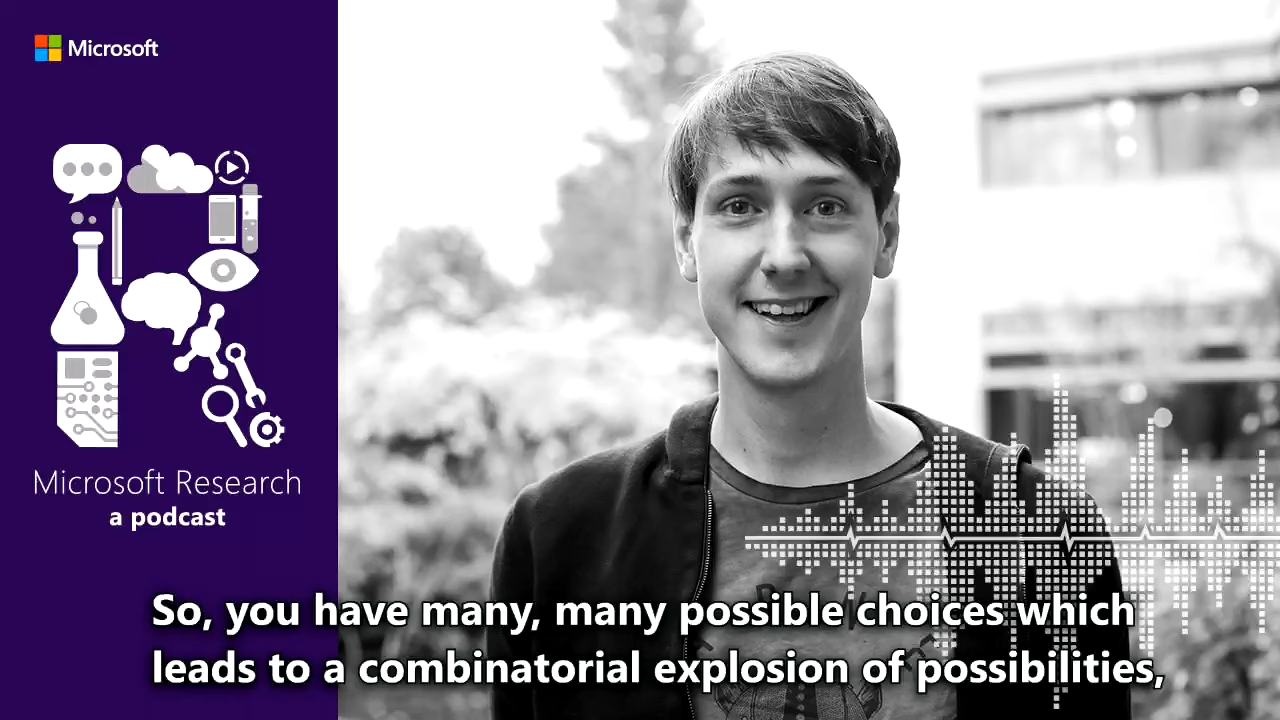 Microsoft
Microsoft Research
a podcast
So, you have many, many possible choices which
leads to a combinatorial explosion of possibilities,